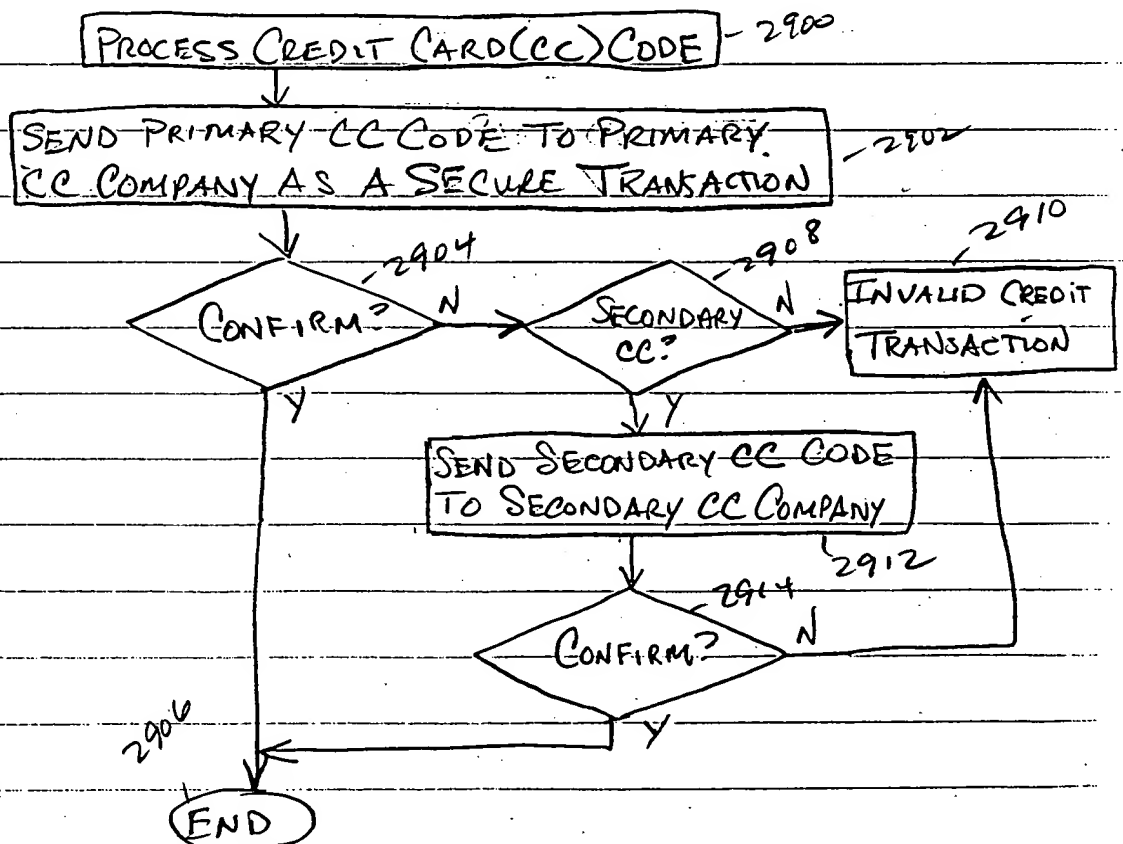 PROCESS CREDIT CARD(CC) CODE
2900
SEND PRIMARY CC CODE TO PRIMARY
CC COMPANY AS A SECURE TRANSACTION
2902
2904
CONFIRM?
N
2908
SECONDARY
CC?
N
2910
INVALID CREDIT
TRANSACTION
Y
Y
SEND SECONDARY CC CODE
TO SECONDARY CC COMPANY
2912
2914
CONFIRM?
N
Y
2906
END